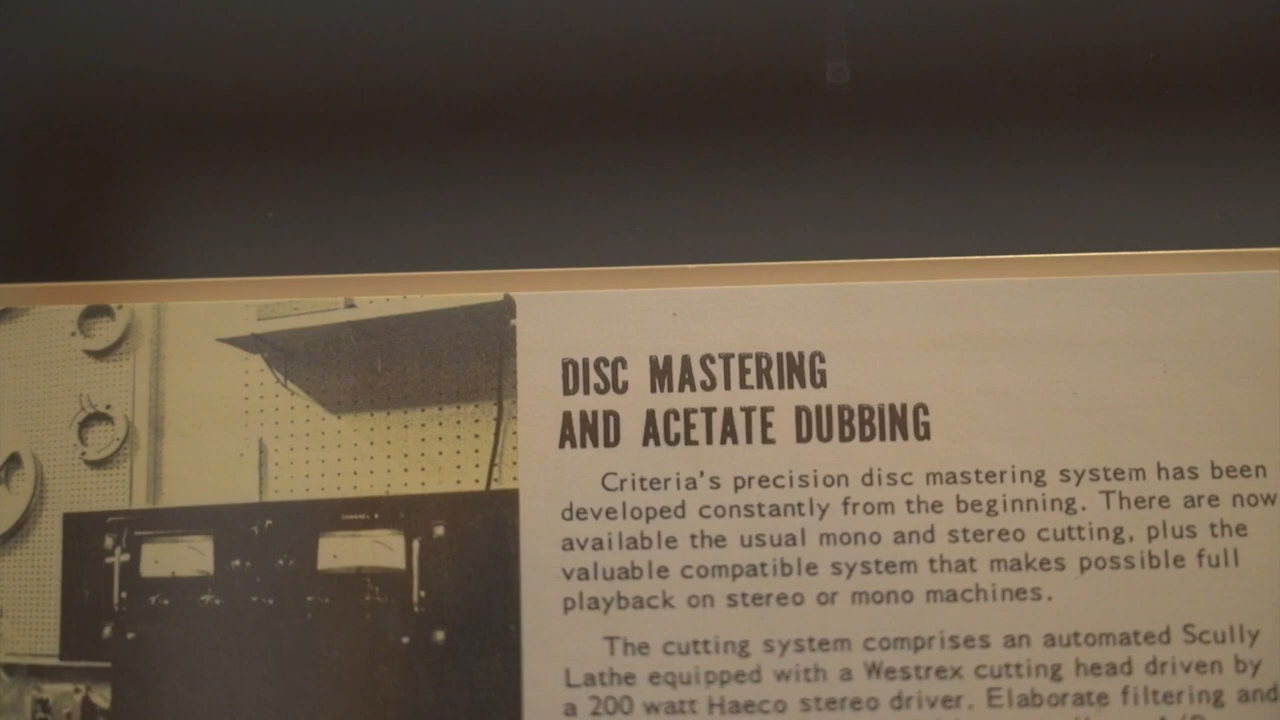 DISC MASTERING
AND ACETATE DUBBING
Criteria's precision disc mastering system has been
developed constantly from the beginning. There are now
available the usual mono and stereo cutting, plus the
valuable compatible system that makes possible full
playback on stereo or mono machines.
The cutting system comprises an automated Scully
Lathe equipped with a Westrex cutting head driven by
a 200 watt Haeco stereo driver. Elaborate filtering and
CHANNEL